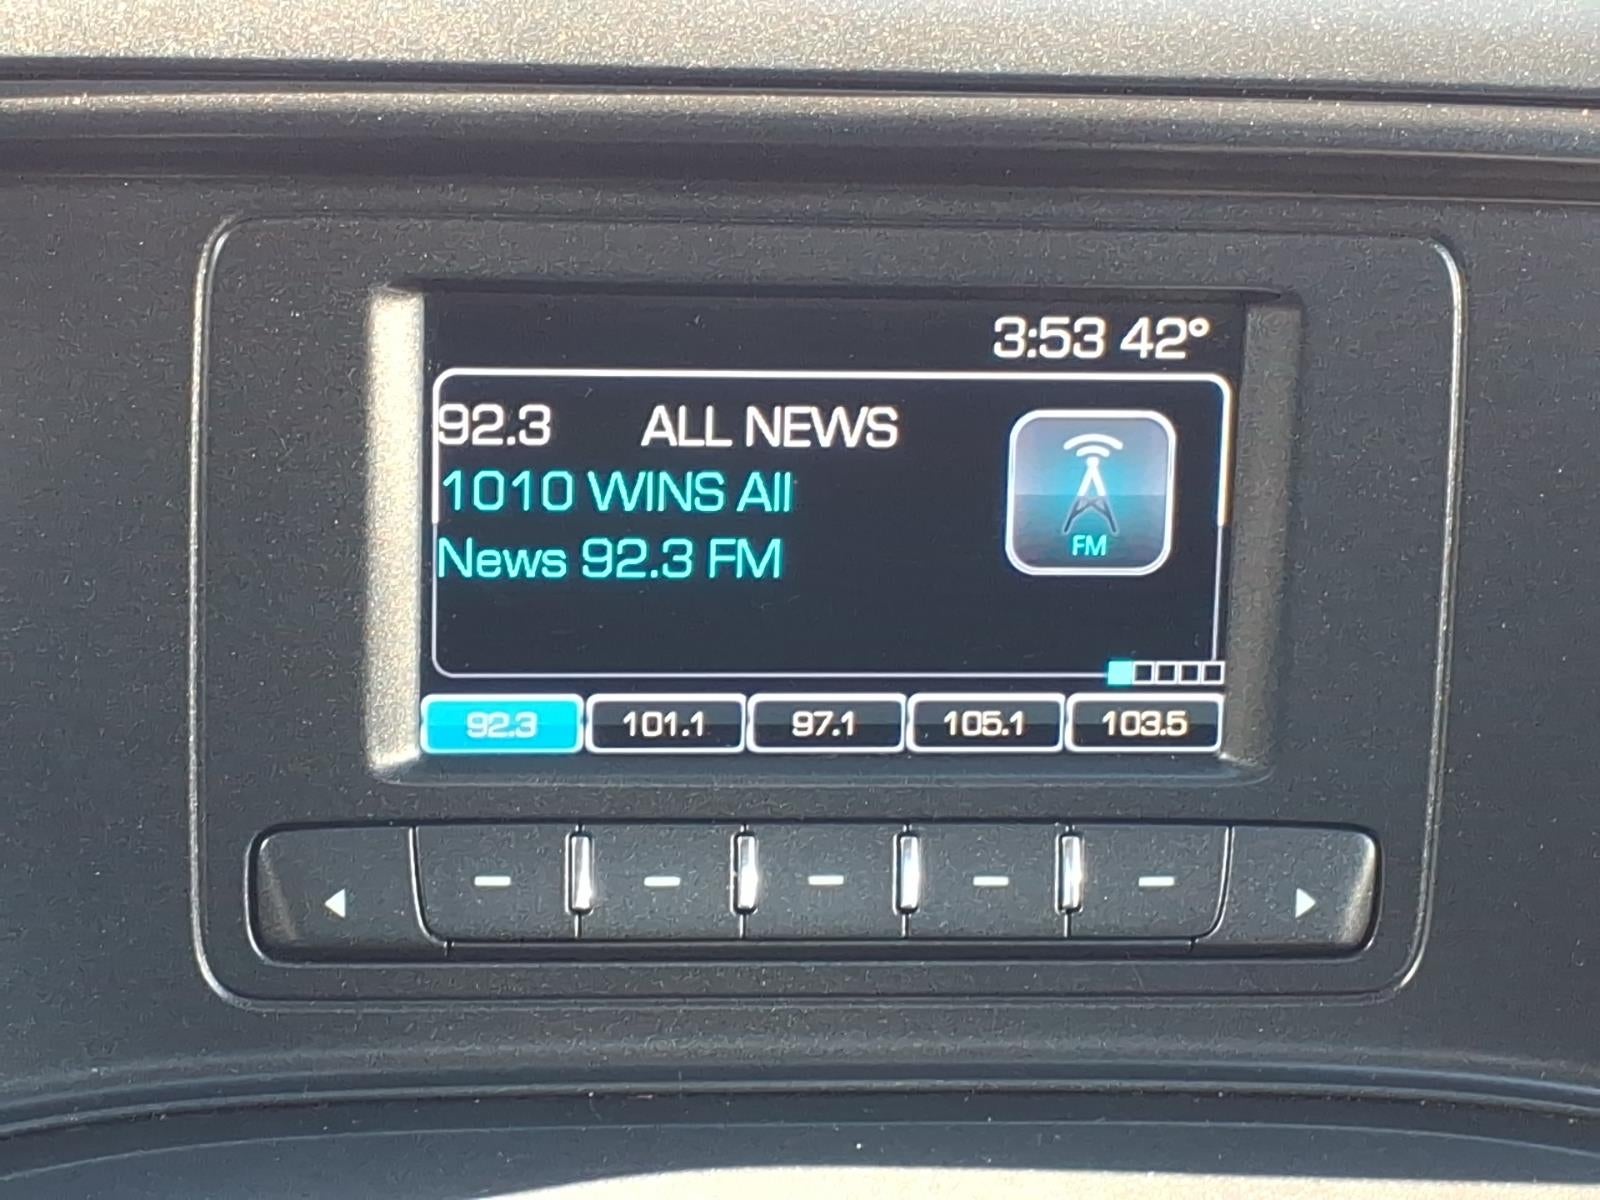 3:53 42°
92.3 ALL NEWS
1010 WINS All
News 92.3 FM
FM
92.3 101.1 97.1 105.1 103.5